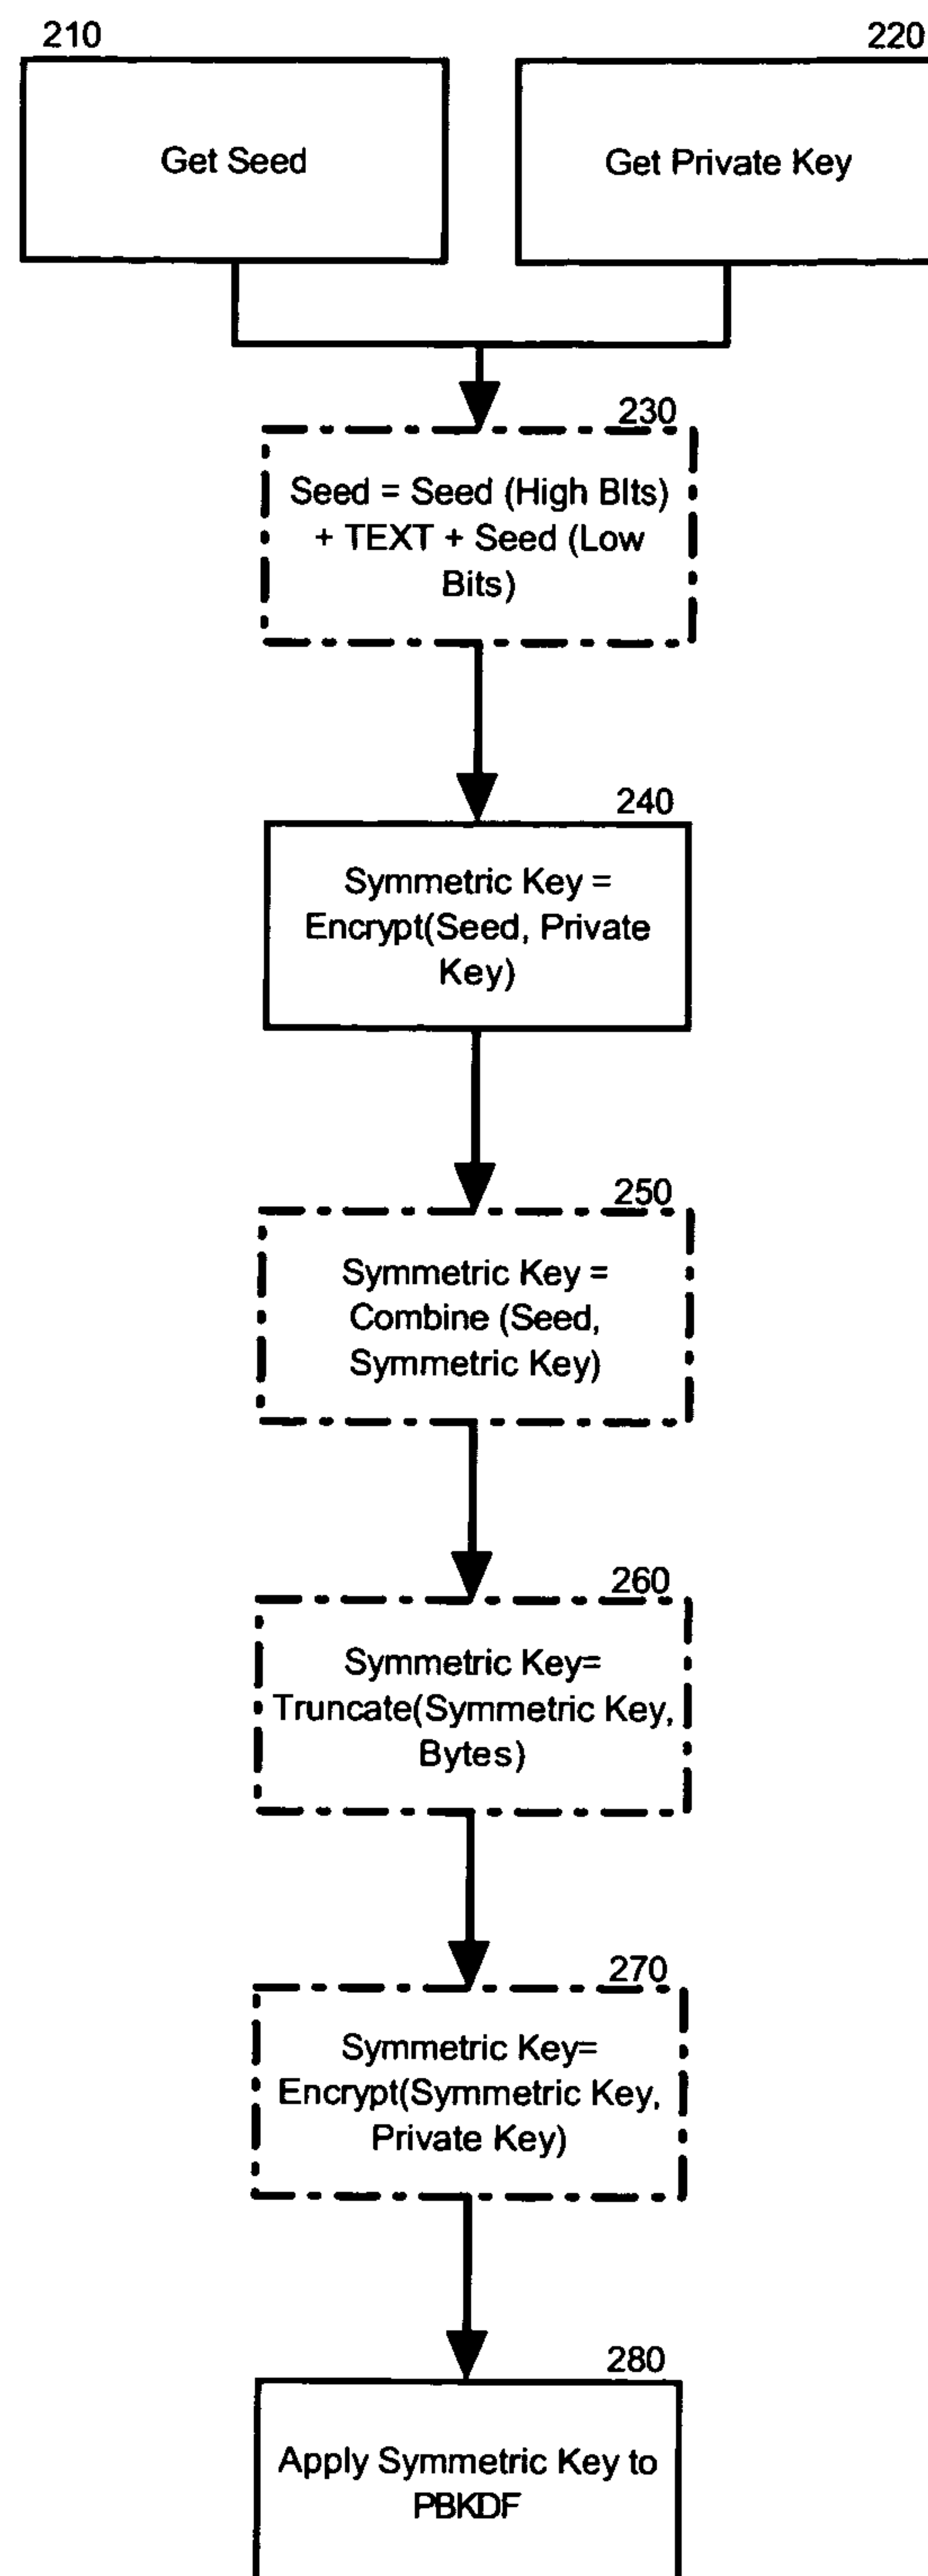 210
220
Get Seed
Get Private Key
230
Seed = Seed (High BIts)
+ TEXT + Seed (Low
Bits)
240
Symmetric Key =
Encrypt(Seed, Private
Key)
250
Symmetric Key =
Combine (Seed,
Symmetric Key)
260
Symmetric Key=
Truncate(Symmetric Key,
Bytes)
270
Symmetric Key=
Encrypt(Symmetric Key,
Private Key)
280
Apply Symmetric Key to
PBKDF